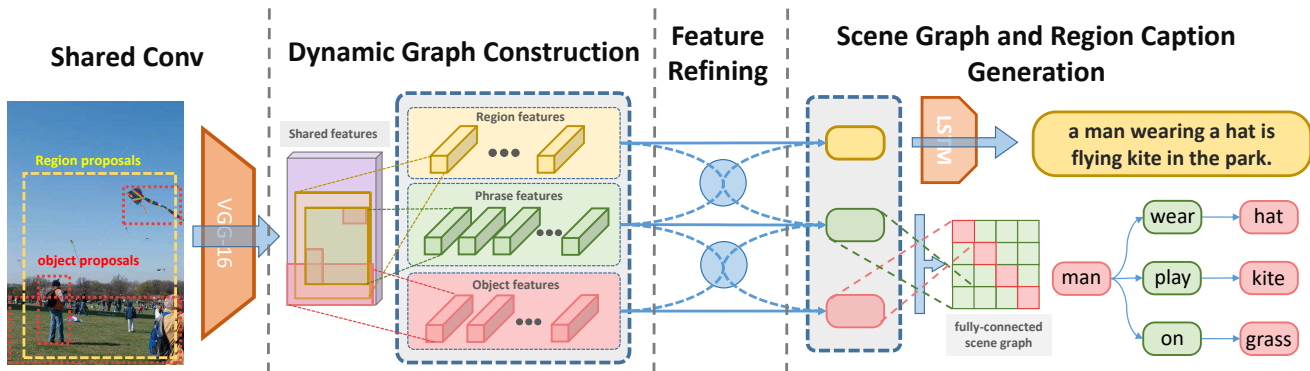 Shared Conv
Dynamic Graph Construction
Feature
Refining
Scene Graph and Region Caption
Generation
Region proposals
object proposals
VGG-16
Shared features
Region features
Phrase features
Object features
LSTM
a man wearing a hat is
flying kite in the park.
fully-connected
scene graph
man
wear
hat
play
kite
on
grass